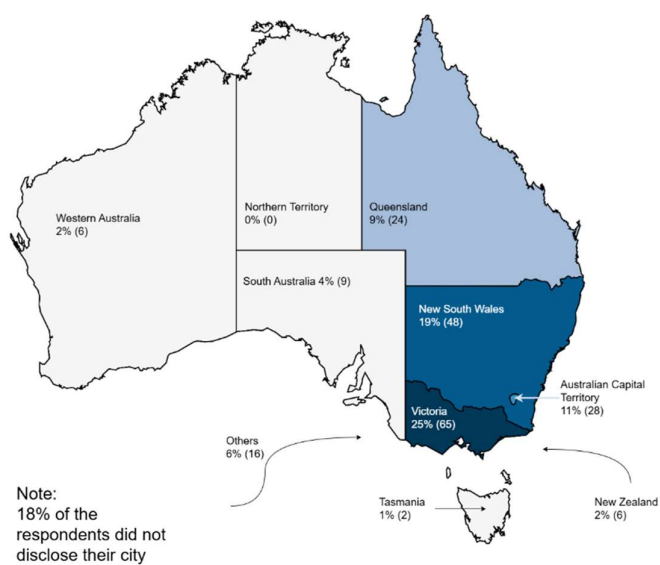 Western Australia
2% (6)
Northern Territory
0% (0)
Queensland
9% (24)
South Australia 4% (9)
New South Wales
19% (48)
Australian Capital
Territory
11% (28)
Victoria
25% (65)
Others
6% (16)
Tasmania
1% (2)
New Zealand
2% (6)
Note:
18% of the
respondents did not
disclose their city